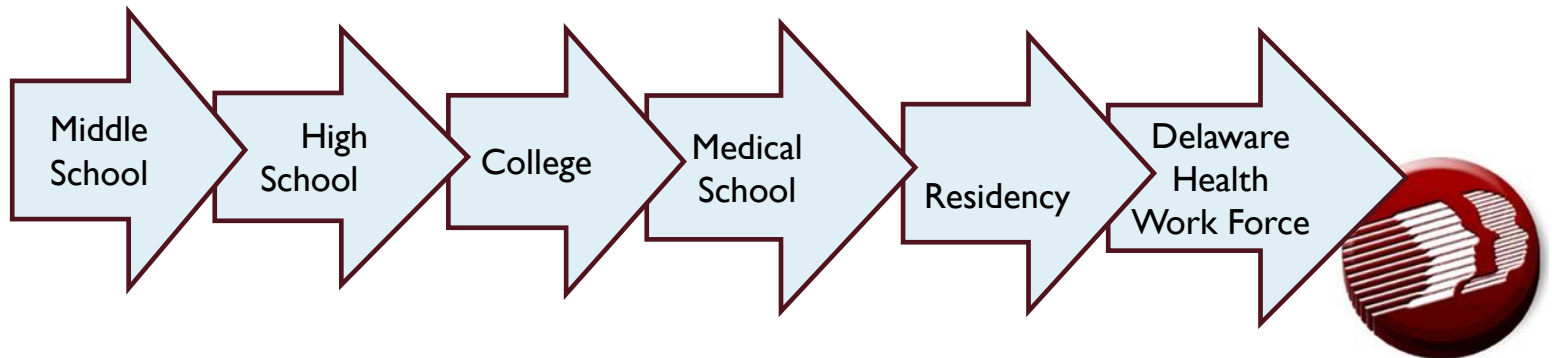 Middle
School
High
School
College
Medical
School
Residency
Delaware
Health
Work Force